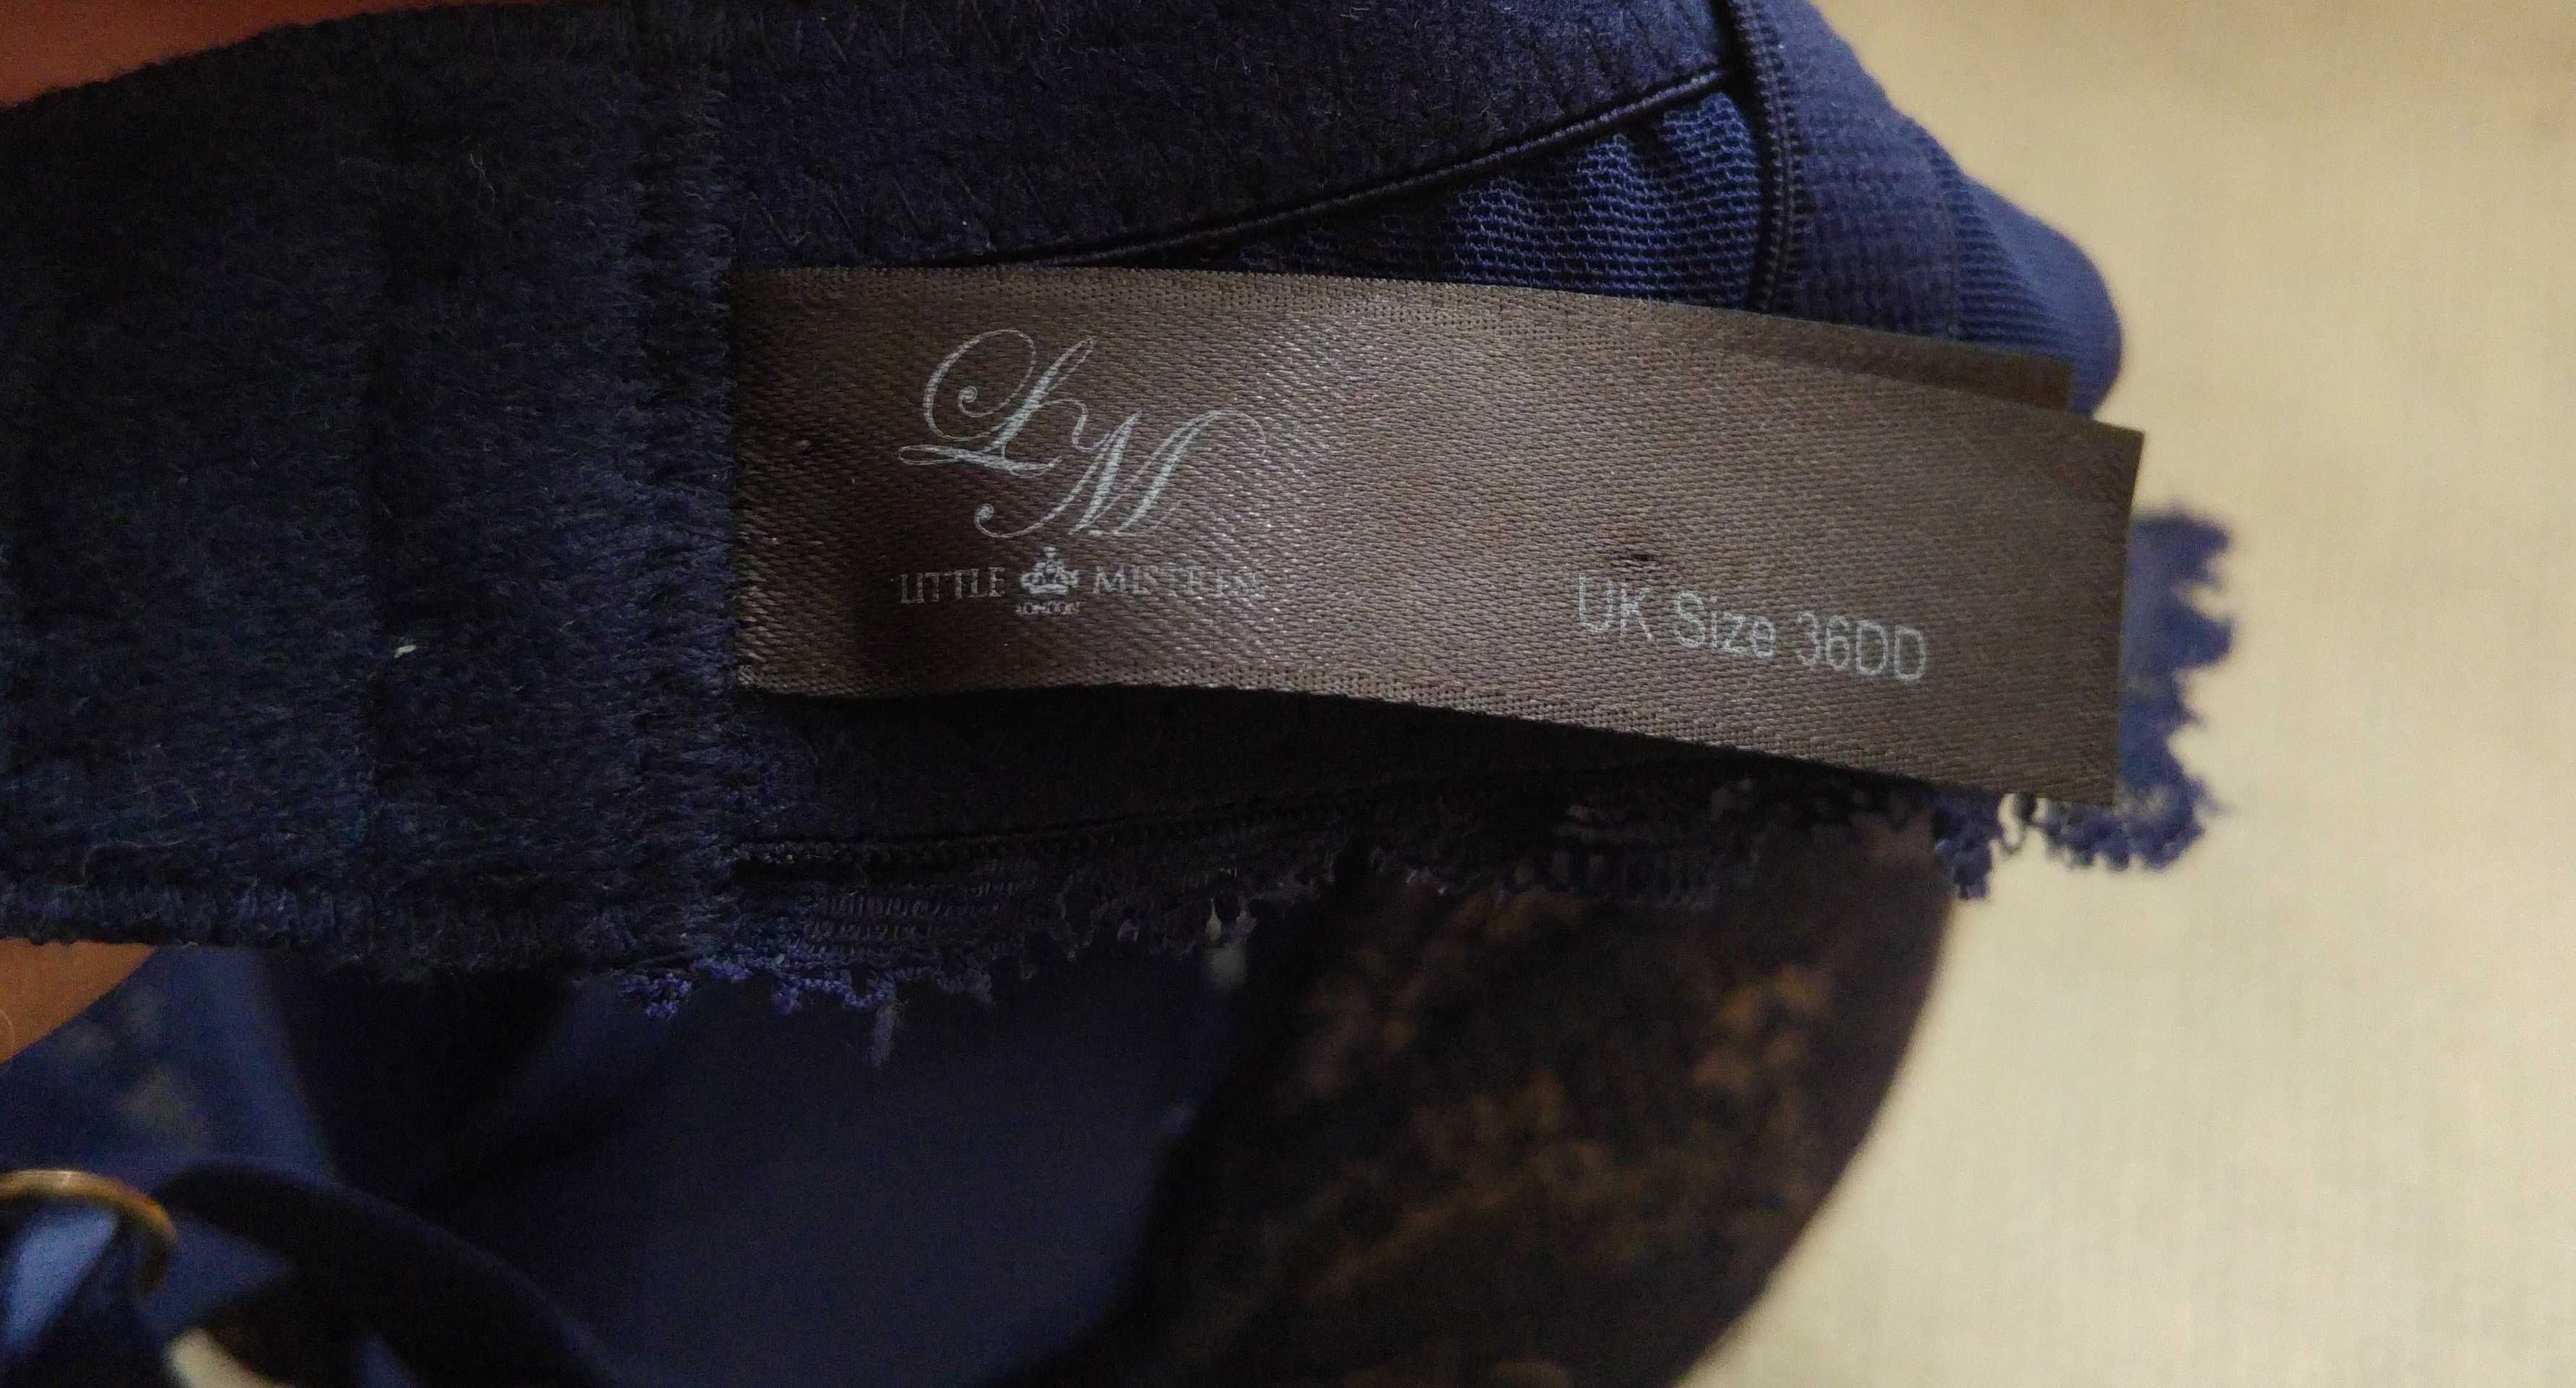 LM
LITTLE MISTRESS
LONDON
UK Size 36DD